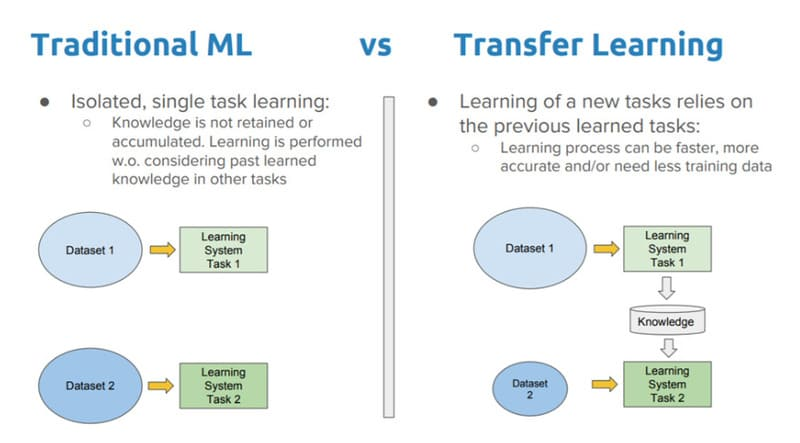 Traditional ML vs Transfer Learning
● Isolated, single task learning:
○ Knowledge is not retained or
accumulated. Learning is performed
w.o. considering past learned
knowledge in other tasks
Dataset 1
Learning
System
Task 1
Dataset 2
Learning
System
Task 2
● Learning of a new tasks relies on
the previous learned tasks:
○ Learning process can be faster, more
accurate and/or need less training data
Dataset 1
Learning
System
Task 1
Knowledge
Dataset
2
Learning
System
Task 2